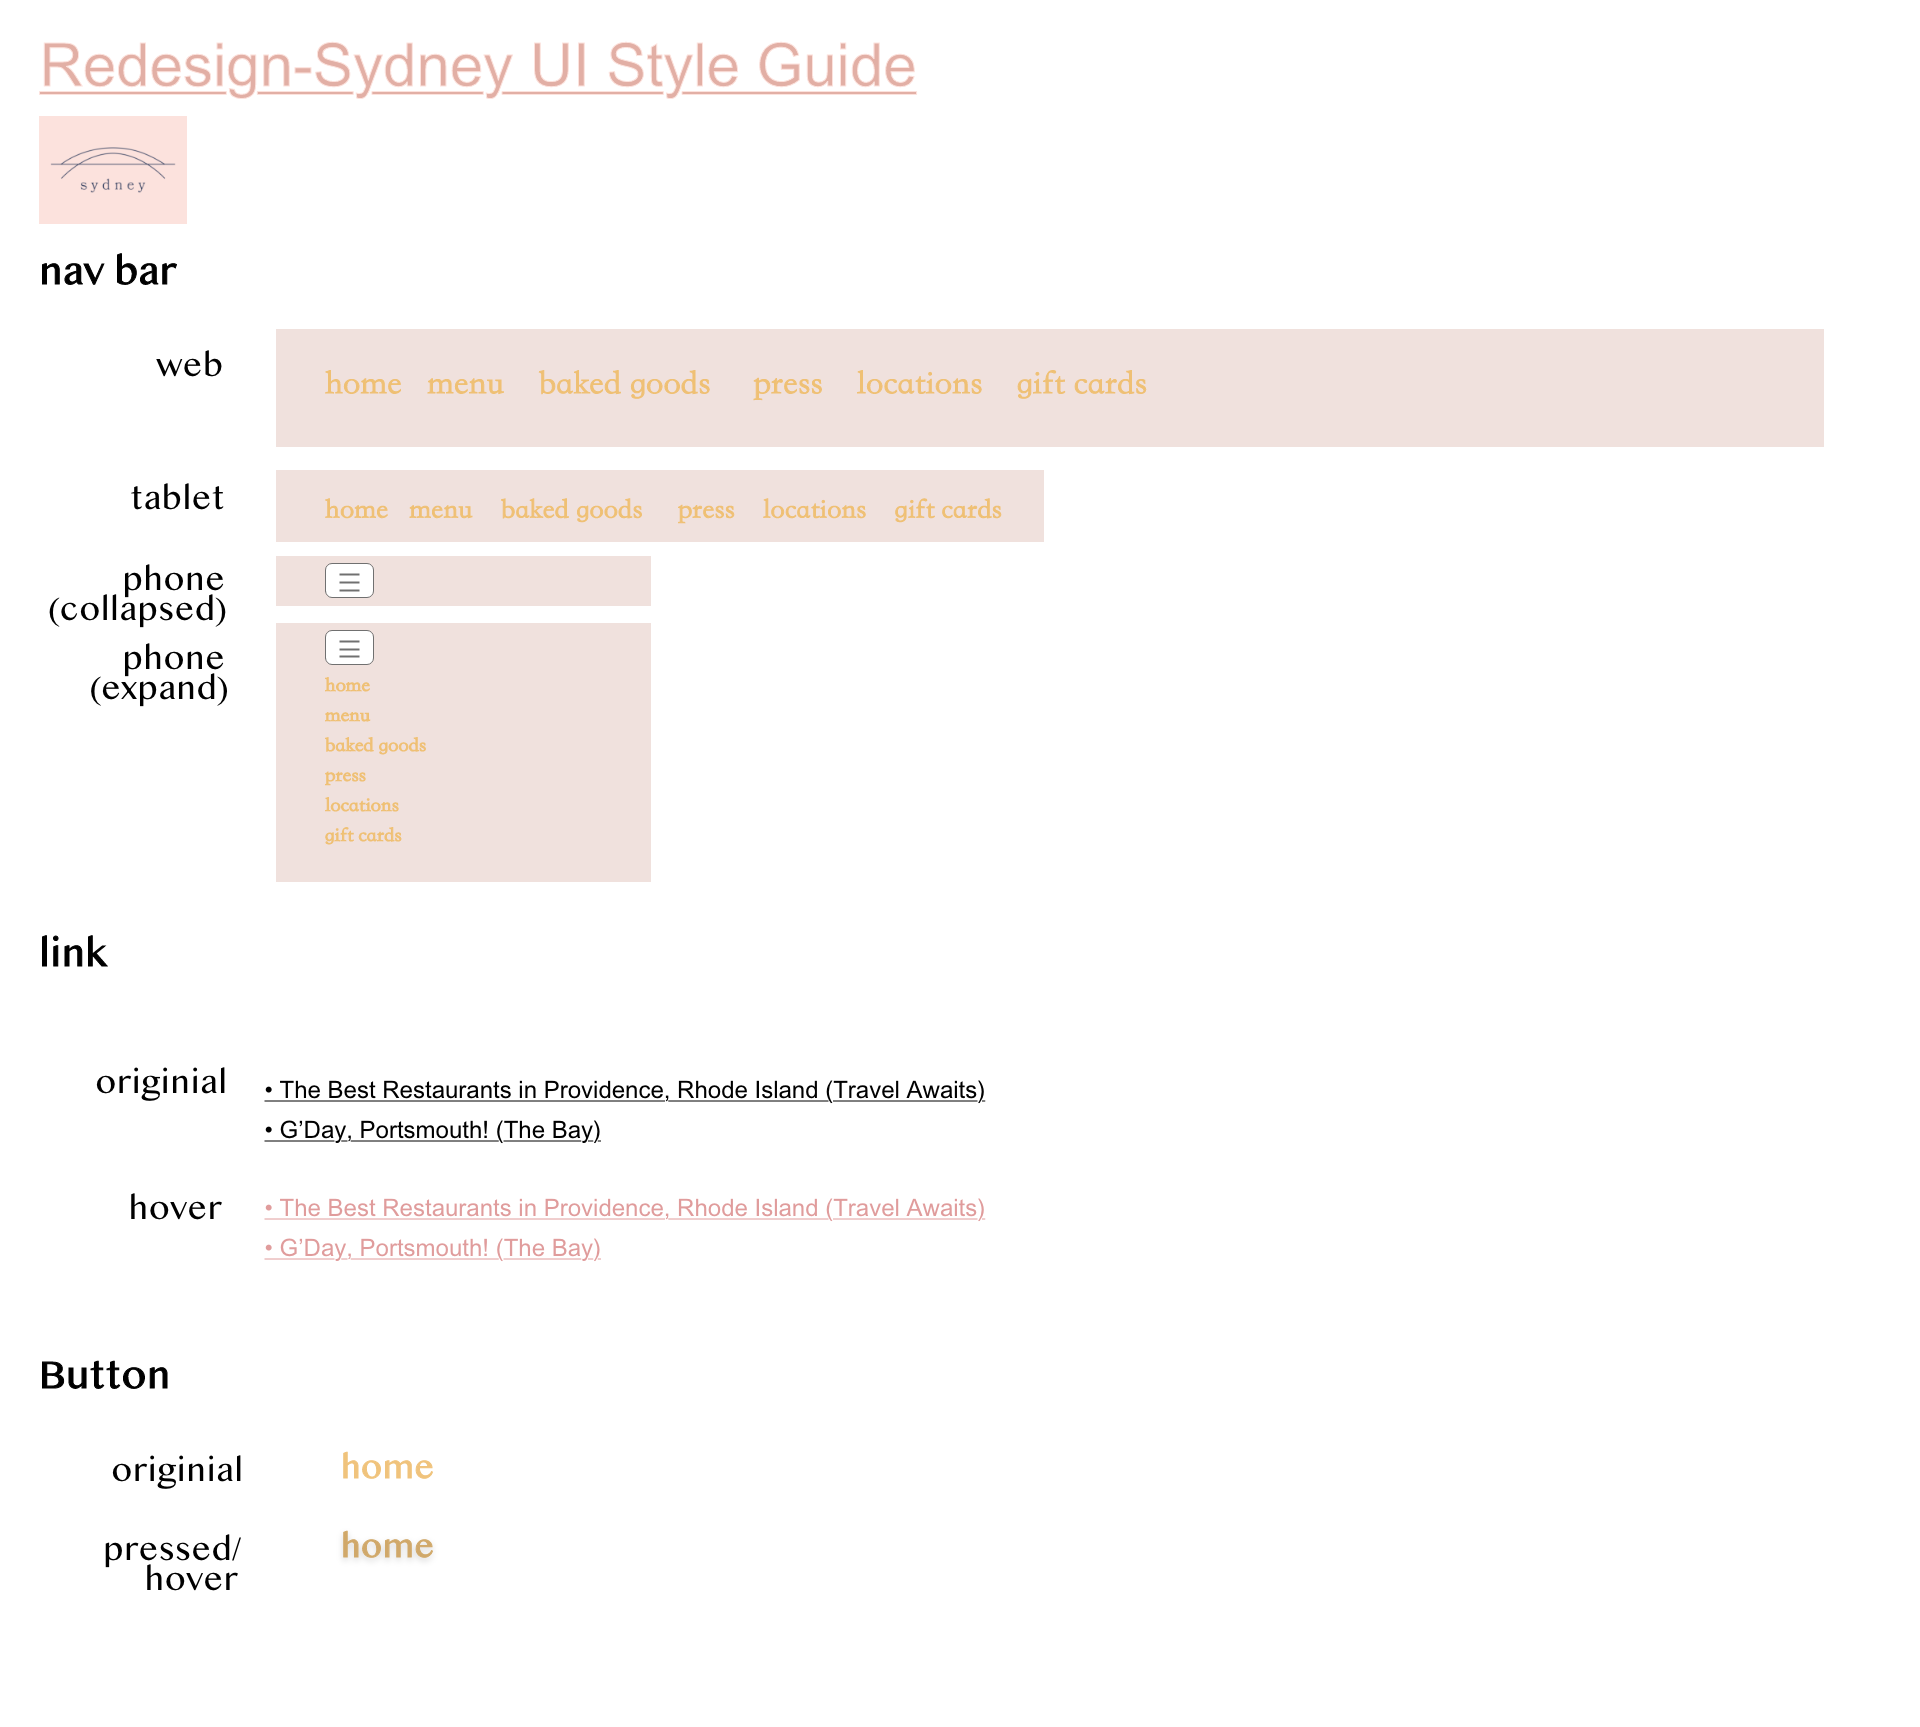 Redesign-Sydney UI Style Guide
sydney
nav bar
web
home menu baked goods press locations gift cards
tablet
home menu baked goods press locations gift cards
phone
(collapsed)
phone
(expand)
home
menu
baked goods
press
locations
gift cards
link
originial
• The Best Restaurants in Providence, Rhode Island (Travel Awaits)
• G’Day, Portsmouth! (The Bay)
hover
• The Best Restaurants in Providence, Rhode Island (Travel Awaits)
• G’Day, Portsmouth! (The Bay)
Button
originial
home
pressed/
hover
home